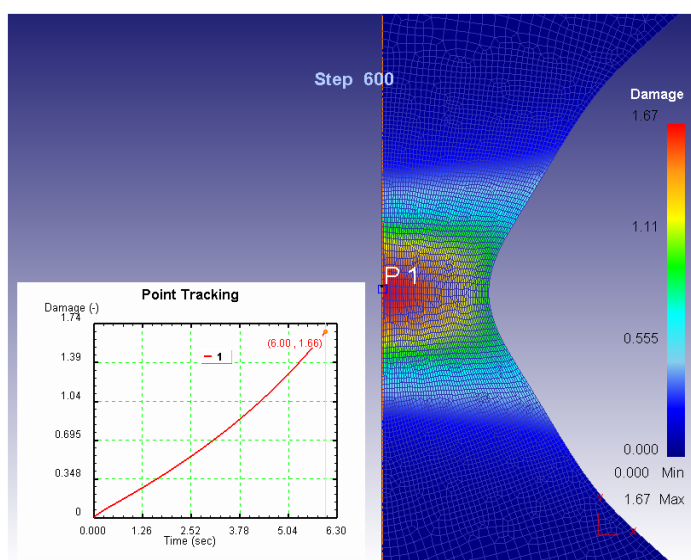 Step 600
Damage
1.67
1.11
0.555
0.000
0.000 Min
1.67 Max
P 1
Point Tracking
Damage (-)
1.74
1.39
1.04
0.695
0.348
0
(6.00 , 1.66)
1
0.000 1.26 2.52 3.78 5.04 6.30
Time (sec)